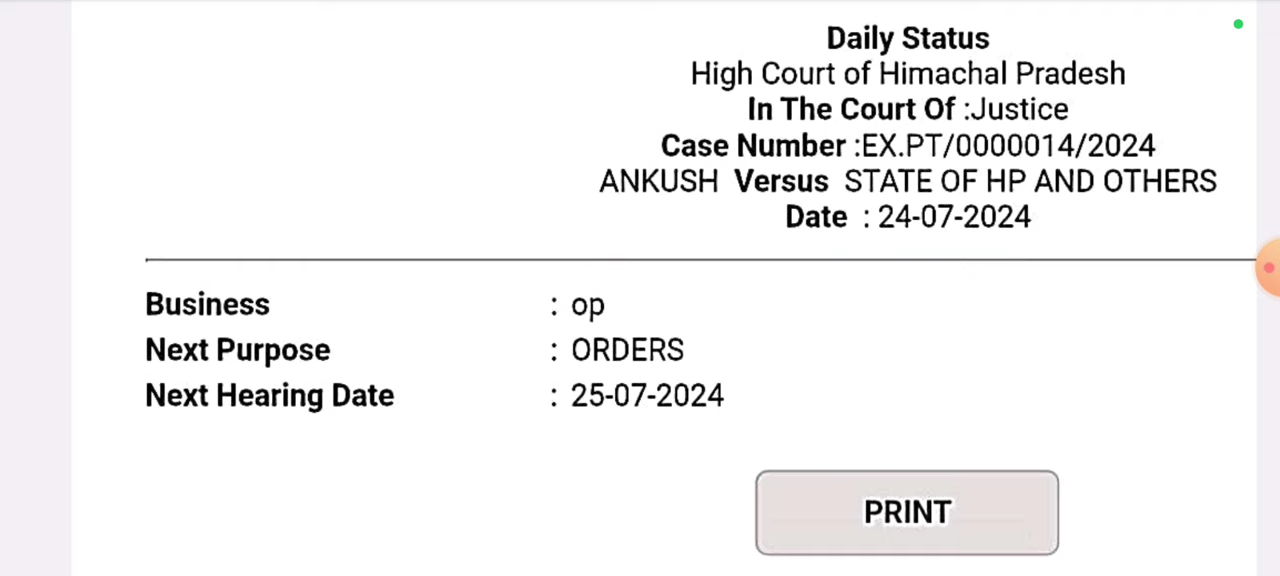 Daily Status
High Court of Himachal Pradesh
In The Court Of :Justice
Case Number :EX.PT/0000014/2024
ANKUSH Versus STATE OF HP AND OTHERS
Date : 24-07-2024
Business : op
Next Purpose : ORDERS
Next Hearing Date : 25-07-2024
PRINT